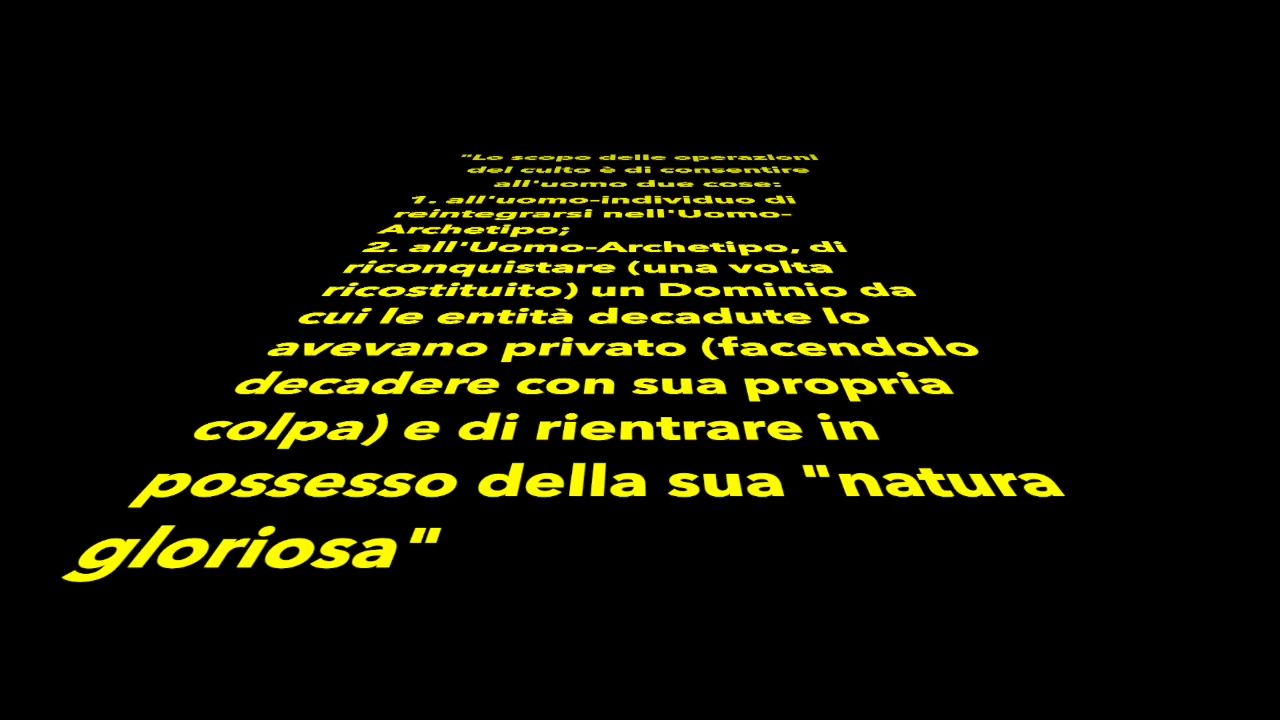 "Lo scopo delle operazioni
del culto è di consentire
all'uomo due cose:
1. all'uomo-individuo di
reintegrarsi nell'Uomo-
Archetipo;
2. all'Uomo-Archetipo, di
riconquistare (una volta
ricostituito) un Dominio da
cui le entità decadute lo
avevano privato (facendolo
decadere con sua propria
colpa) e di rientrare in
possesso della sua "natura
gloriosa"